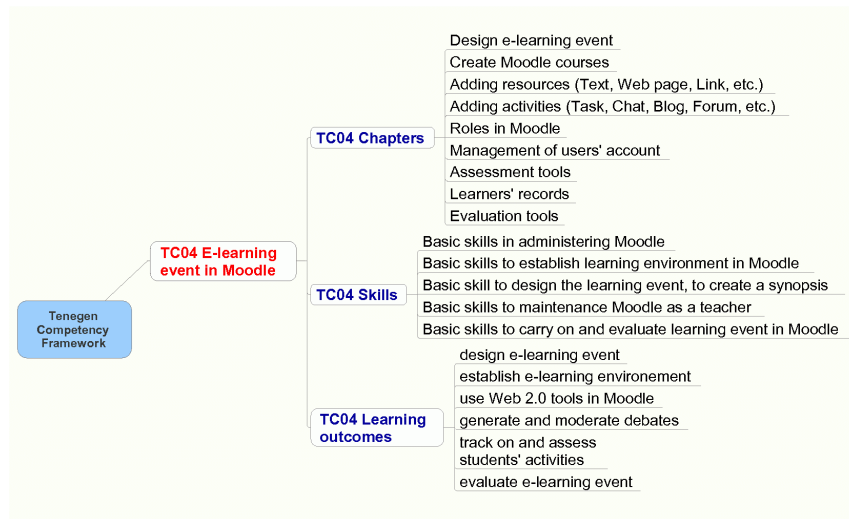 Tenegen
Competency
Framework
TC04 E-learning
event in Moodle
TC04 Chapters
Design e-learning event
Create Moodle courses
Adding resources (Text, Web page, Link, etc.)
Adding activities (Task, Chat, Blog, Forum, etc.)
Roles in Moodle
Management of users' account
Assessment tools
Learners' records
Evaluation tools
TC04 Skills
Basic skills in administering Moodle
Basic skills to establish learning environment in Moodle
Basic skill to design the learning event, to create a synopsis
Basic skills to maintenance Moodle as a teacher
Basic skills to carry on and evaluate learning event in Moodle
TC04 Learning
outcomes
design e-learning event
establish e-learning environement
use Web 2.0 tools in Moodle
generate and moderate debates
track on and assess
students' activities
evaluate e-learning event